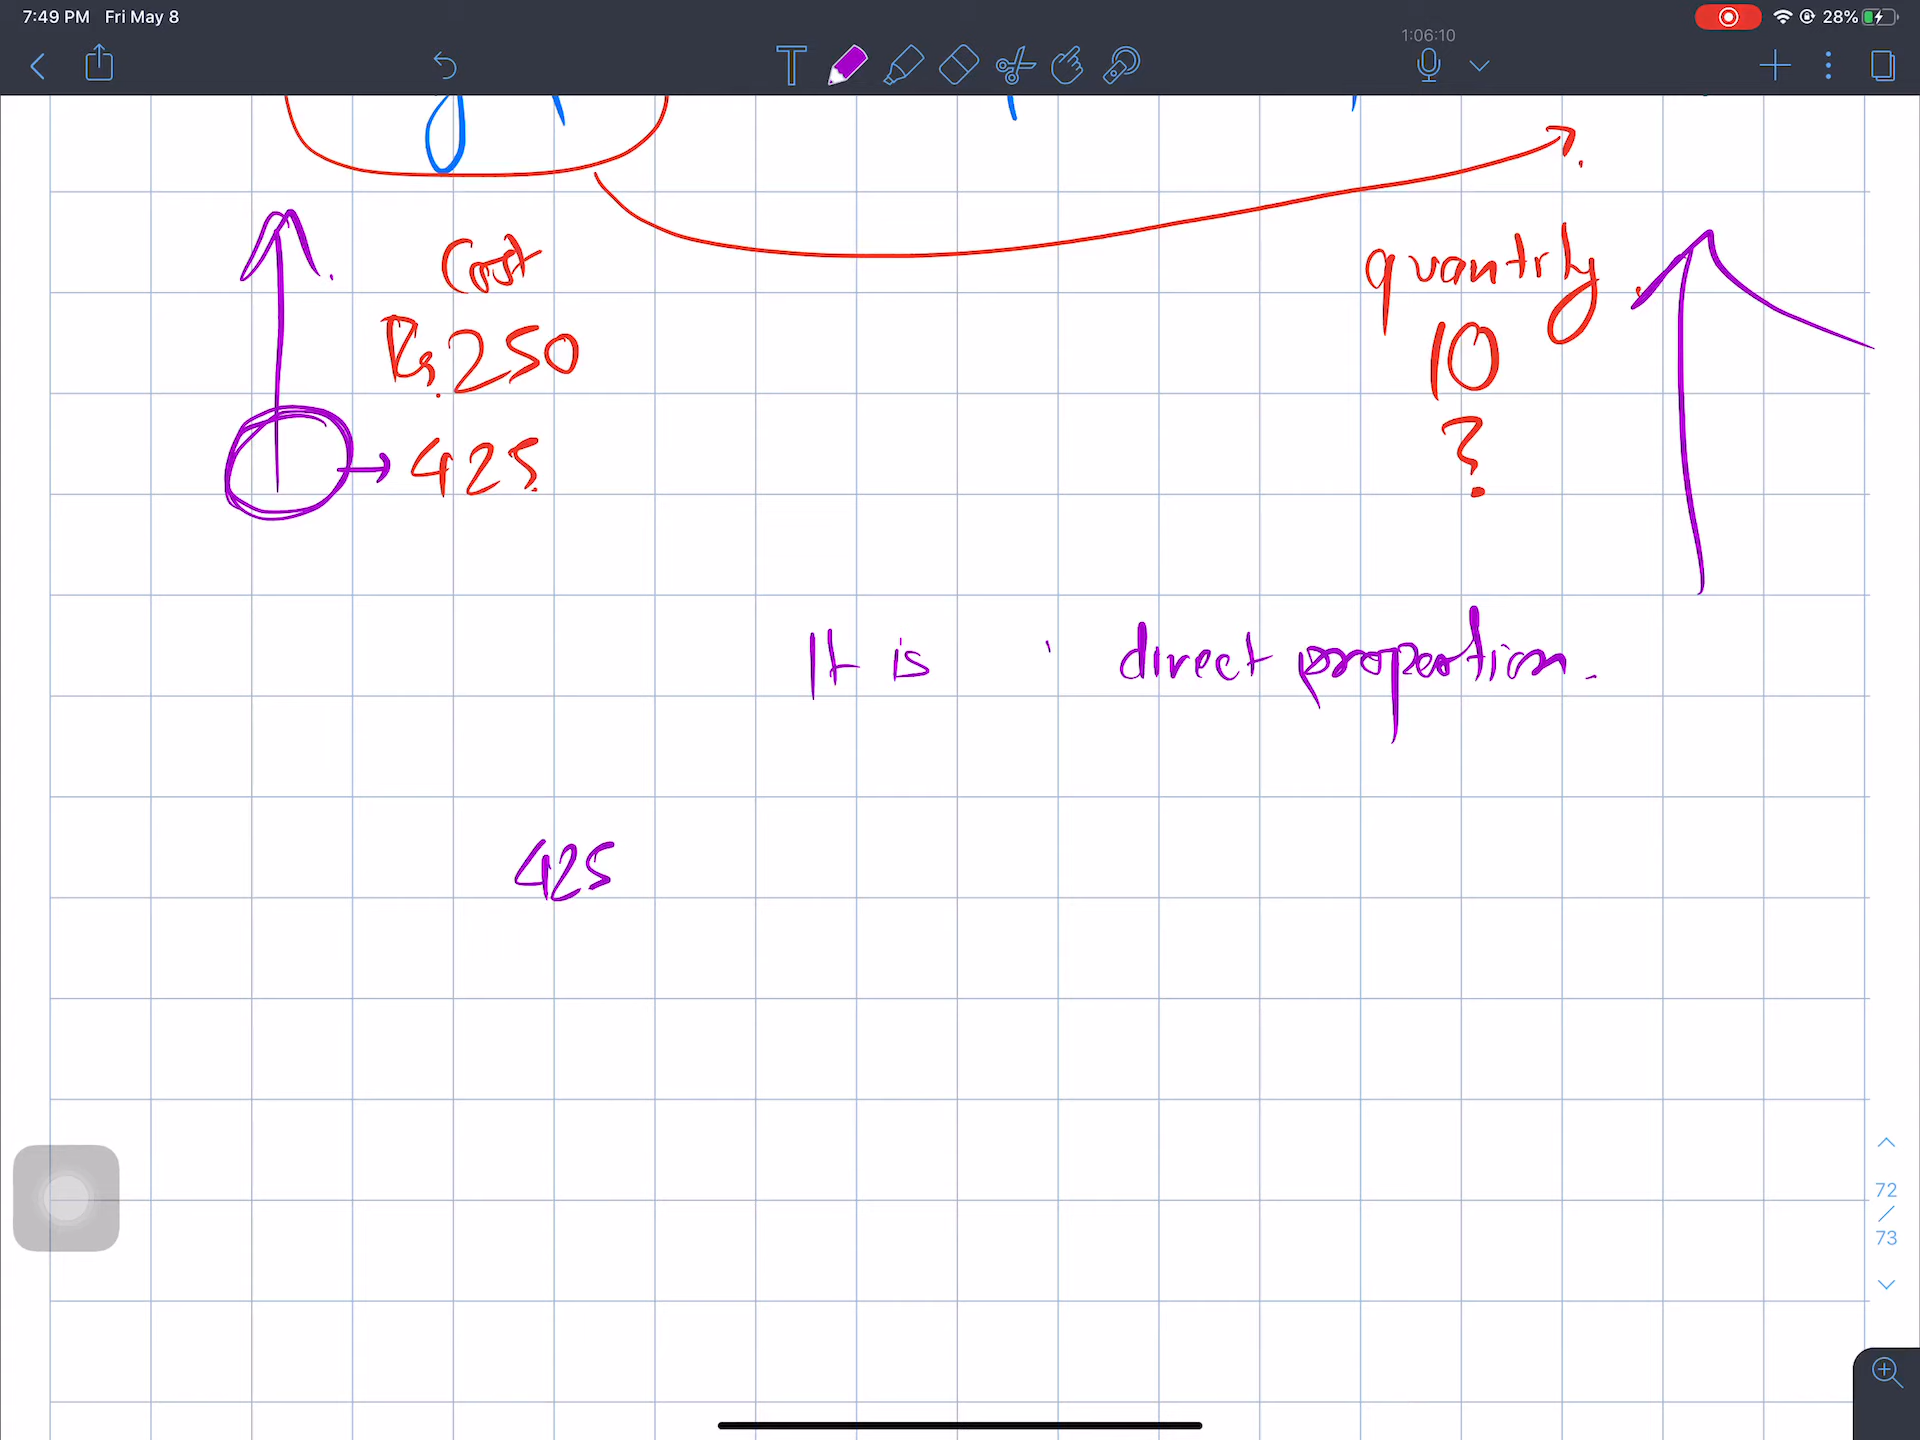 7:49 PM Fri May 8
28%
1:06:10
T
Cost
quantity
Rs. 250
10
425
?
It is direct proportion.
425
72
/
73